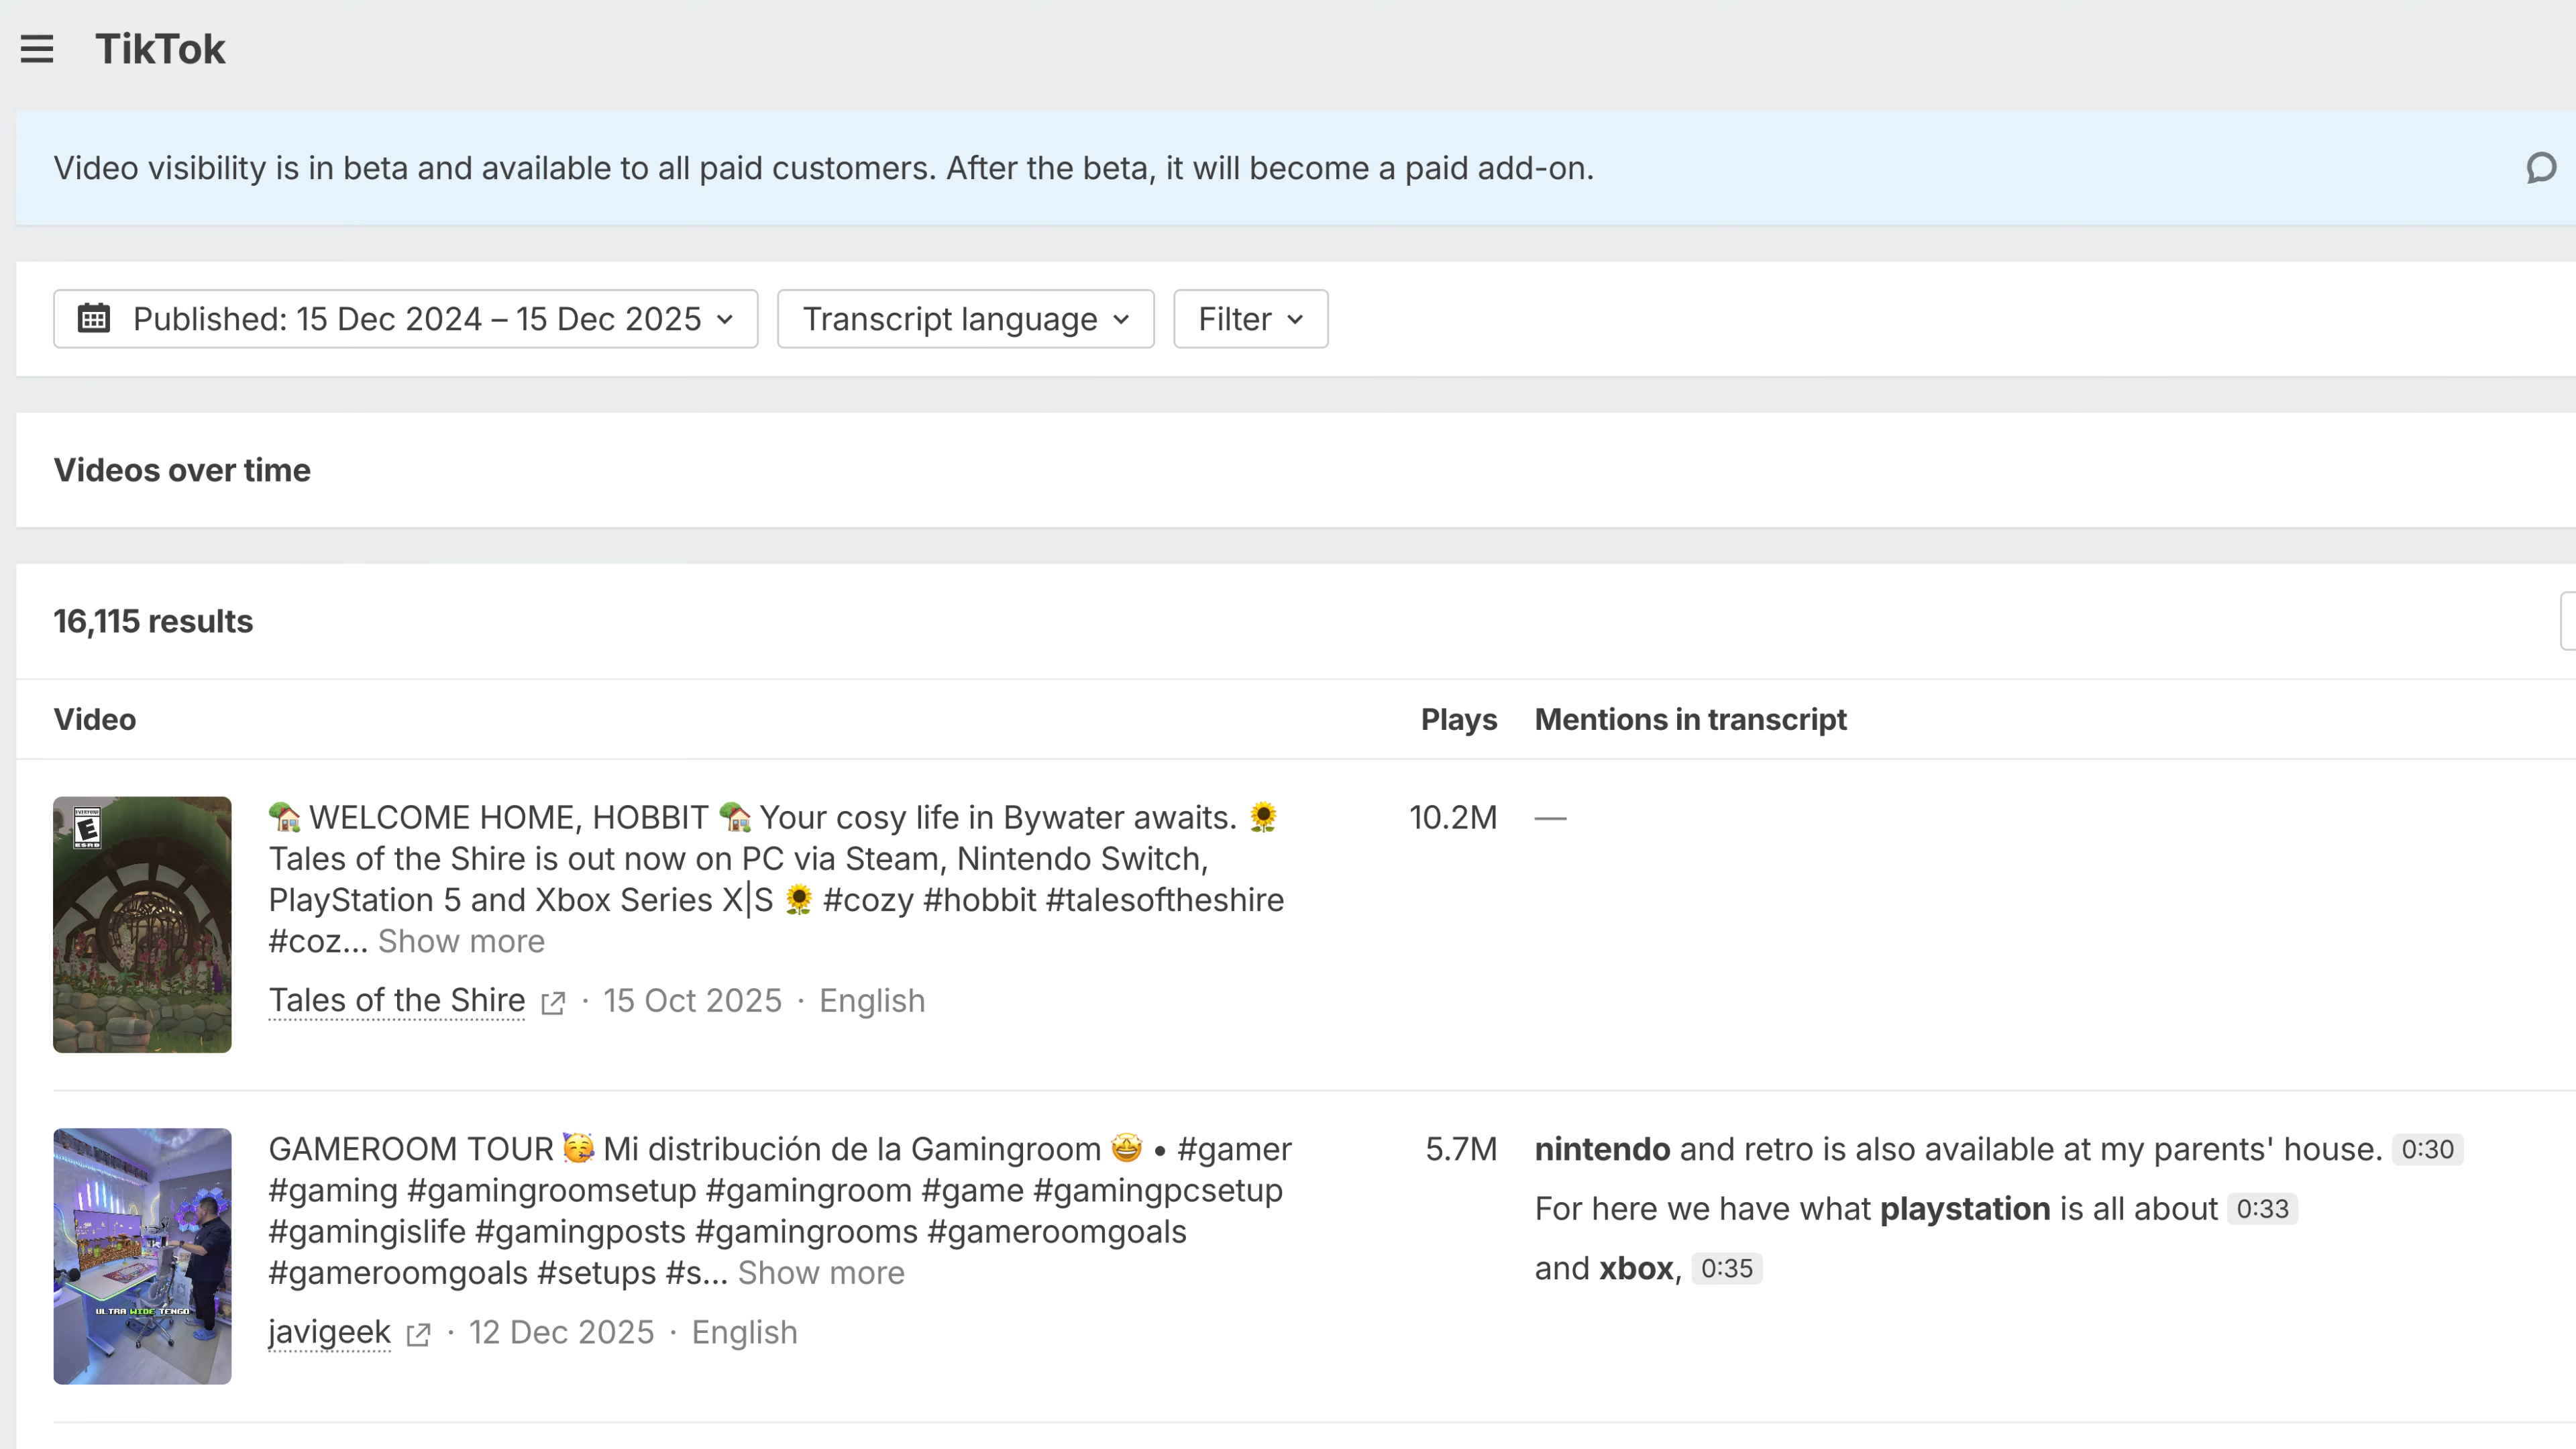 TikTok
Video visibility is in beta and available to all paid customers. After the beta, it will become a paid add-on.
Published: 15 Dec 2024 – 15 Dec 2025
Transcript language
Filter
Videos over time
16,115 results
Video
Plays
Mentions in transcript
EVERYONE
E
ESRB
🏡 WELCOME HOME, HOBBIT 🏡 Your cosy life in Bywater awaits. 🌻
Tales of the Shire is out now on PC via Steam, Nintendo Switch,
PlayStation 5 and Xbox Series X|S 🌻 #cozy #hobbit #talesoftheshire
#coz... Show more
Tales of the Shire · 15 Oct 2025 · English
10.2M
—
ULTRA WIDE TENGO
GAMEROOM TOUR 🥳 Mi distribución de la Gamingroom 🤩 • #gamer
#gaming #gamingroomsetup #gamingroom #game #gamingpcsetup
#gamingislife #gamingposts #gamingrooms #gameroomgoals
#gameroomgoals #setups #s... Show more
javigeek · 12 Dec 2025 · English
5.7M
nintendo and retro is also available at my parents' house. 0:30
For here we have what playstation is all about 0:33
and xbox, 0:35